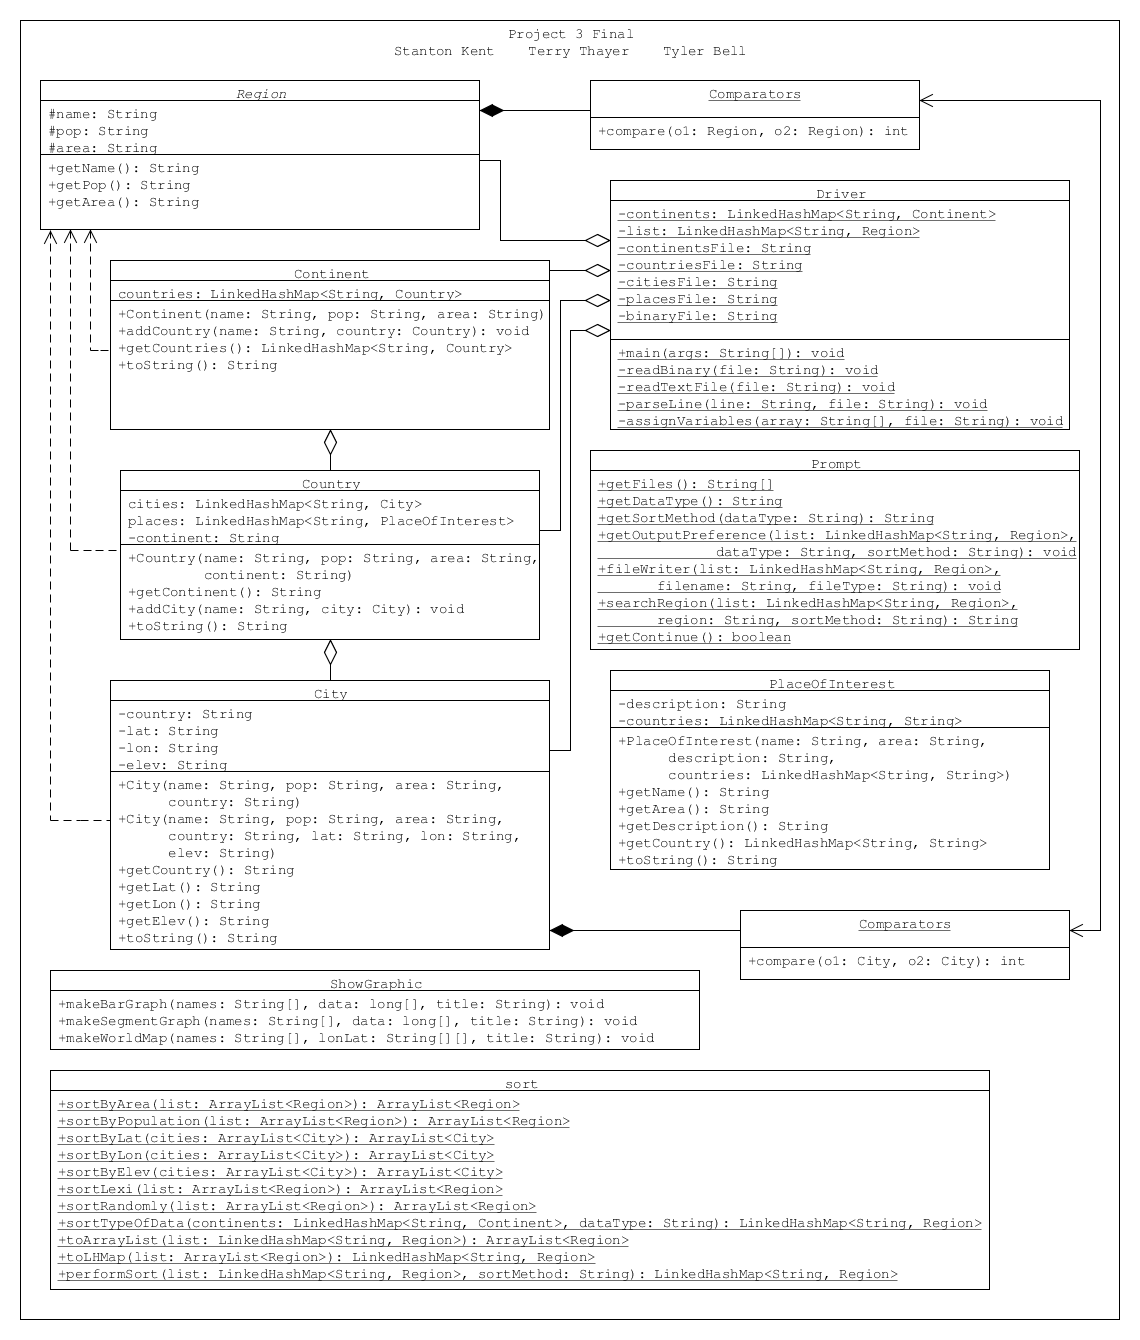 Project 3 Final
Stanton Kent    Terry Thayer    Tyler Bell
Region
#name: String
#pop: String
#area: String
+getName(): String
+getPop(): String
+getArea(): String
Comparators
+compare(o1: Region, o2: Region): int
Driver
-continents: LinkedHashMap<String, Continent>
-list: LinkedHashMap<String, Region>
-continentsFile: String
-countriesFile: String
-citiesFile: String
-placesFile: String
-binaryFile: String
+main(args: String[]): void
-readBinary(file: String): void
-readTextFile(file: String): void
-parseLine(line: String, file: String): void
-assignVariables(array: String[], file: String): void
Continent
countries: LinkedHashMap<String, Country>
+Continent(name: String, pop: String, area: String)
+addCountry(name: String, country: Country): void
+getCountries(): LinkedHashMap<String, Country>
+toString(): String
Country
cities: LinkedHashMap<String, City>
places: LinkedHashMap<String, PlaceOfInterest>
-continent: String
+Country(name: String, pop: String, area: String,
continent: String)
+getContinent(): String
+addCity(name: String, city: City): void
+toString(): String
Prompt
+getFiles(): String[]
+getDataType(): String
+getSortMethod(dataType: String): String
+getOutputPreference(list: LinkedHashMap<String, Region>,
dataType: String, sortMethod: String): void
+fileWriter(list: LinkedHashMap<String, Region>,
filename: String, fileType: String): void
+searchRegion(list: LinkedHashMap<String, Region>,
region: String, sortMethod: String): String
+getContinue(): boolean
City
-country: String
-lat: String
-lon: String
-elev: String
+City(name: String, pop: String, area: String,
country: String)
+City(name: String, pop: String, area: String,
country: String, lat: String, lon: String,
elev: String)
+getCountry(): String
+getLat(): String
+getLon(): String
+getElev(): String
+toString(): String
PlaceOfInterest
-description: String
-countries: LinkedHashMap<String, String>
+PlaceOfInterest(name: String, area: String,
description: String,
countries: LinkedHashMap<String, String>)
+getName(): String
+getArea(): String
+getDescription(): String
+getCountry(): LinkedHashMap<String, String>
+toString(): String
Comparators
+compare(o1: City, o2: City): int
ShowGraphic
+makeBarGraph(names: String[], data: long[], title: String): void
+makeSegmentGraph(names: String[], data: long[], title: String): void
+makeWorldMap(names: String[], lonLat: String[][], title: String): void
sort
+sortByArea(list: ArrayList<Region>): ArrayList<Region>
+sortByPopulation(list: ArrayList<Region>): ArrayList<Region>
+sortByLat(cities: ArrayList<City>): ArrayList<City>
+sortByLon(cities: ArrayList<City>): ArrayList<City>
+sortByElev(cities: ArrayList<City>): ArrayList<City>
+sortLexi(list: ArrayList<Region>): ArrayList<Region>
+sortRandomly(list: ArrayList<Region>): ArrayList<Region>
+sortTypeOfData(continents: LinkedHashMap<String, Continent>, dataType: String): LinkedHashMap<String, Region>
+toArrayList(list: LinkedHashMap<String, Region>): ArrayList<Region>
+toLHMap(list: ArrayList<Region>): LinkedHashMap<String, Region>
+performSort(list: LinkedHashMap<String, Region>, sortMethod: String): LinkedHashMap<String, Region>